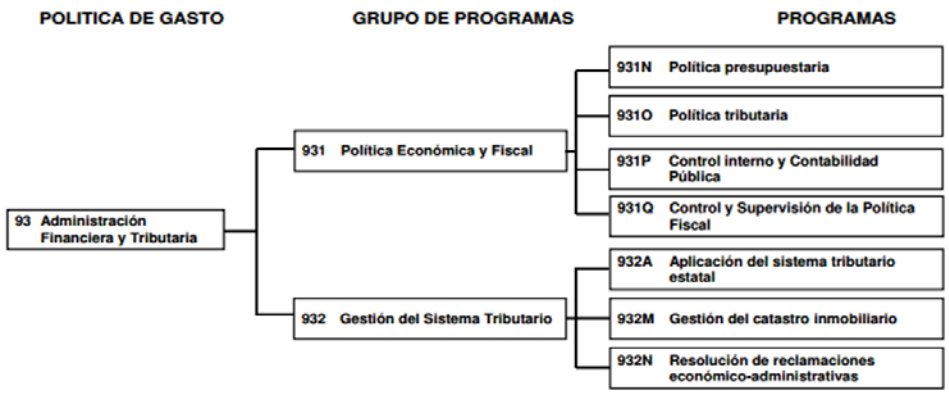 POLITICA DE GASTO
GRUPO DE PROGRAMAS
PROGRAMAS
93 Administración
Financiera y Tributaria
931 Política Económica y Fiscal
931N Política presupuestaria
931O Política tributaria
931P Control interno y Contabilidad
Pública
931Q Control y Supervisión de la Política
Fiscal
932 Gestión del Sistema Tributario
932A Aplicación del sistema tributario
estatal
932M Gestión del catastro inmobiliario
932N Resolución de reclamaciones
económico-administrativas